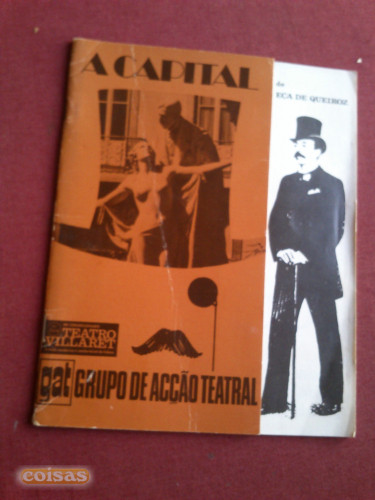 A CAPITAL
de
EÇA DE QUEIROZ
TEATRO
VILLARET
gat GRUPO DE ACÇÃO TEATRAL
coisas